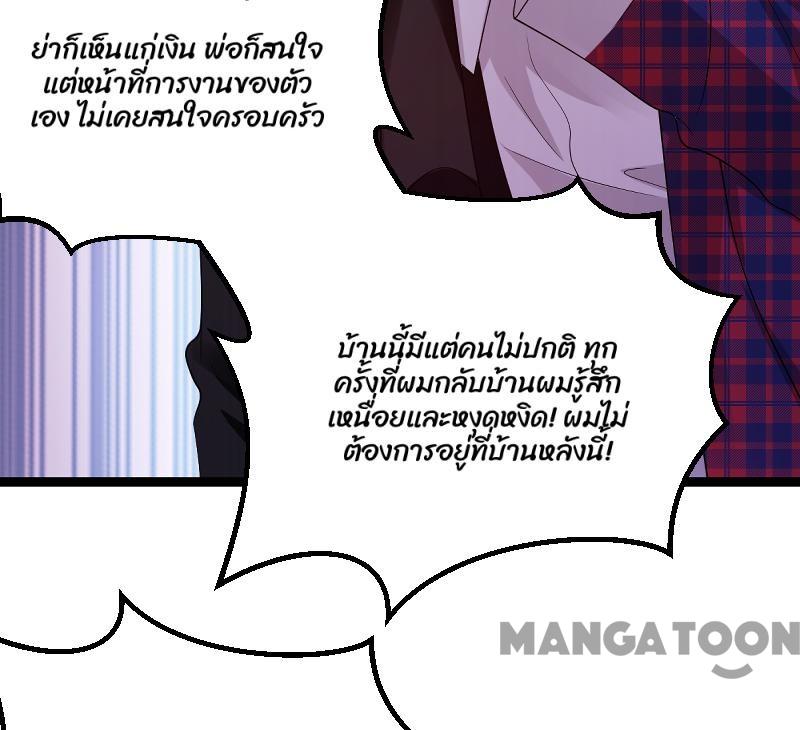 ย่าก็เห็นแก่เงิน พ่อก็สนใจ
แต่หน้าที่การงานของตัว
เอง ไม่เคยสนใจครอบครัว
บ้านนี้มีแต่คนไม่ปกติ ทุก
ครั้งที่ผมกลับบ้านผมรู้สึก
เหนื่อยและหงุดหงิด! ผมไม่
ต้องการอยู่ที่บ้านหลังนี้!
MANGATOON